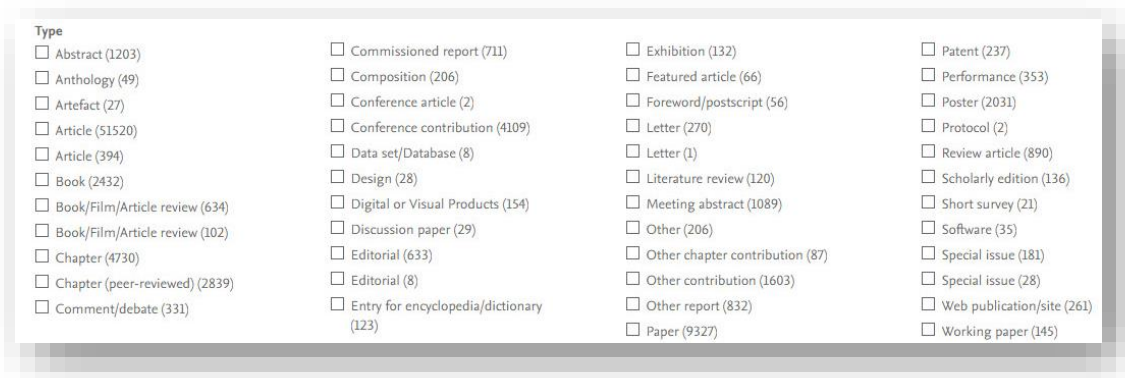 Type
Abstract (1203)
Anthology (49)
Artefact (27)
Article (51520)
Article (394)
Book (2432)
Book/Film/Article review (634)
Book/Film/Article review (102)
Chapter (4730)
Chapter (peer-reviewed) (2839)
Comment/debate (331)
Commissioned report (711)
Composition (206)
Conference article (2)
Conference contribution (4109)
Data set/Database (8)
Design (28)
Digital or Visual Products (154)
Discussion paper (29)
Editorial (633)
Editorial (8)
Entry for encyclopedia/dictionary
(123)
Exhibition (132)
Featured article (66)
Foreword/postscript (56)
Letter (270)
Letter (1)
Literature review (120)
Meeting abstract (1089)
Other (206)
Other chapter contribution (87)
Other contribution (1603)
Other report (832)
Paper (9327)
Patent (237)
Performance (353)
Poster (2031)
Protocol (2)
Review article (890)
Scholarly edition (136)
Short survey (21)
Software (35)
Special issue (181)
Special issue (28)
Web publication/site (261)
Working paper (145)